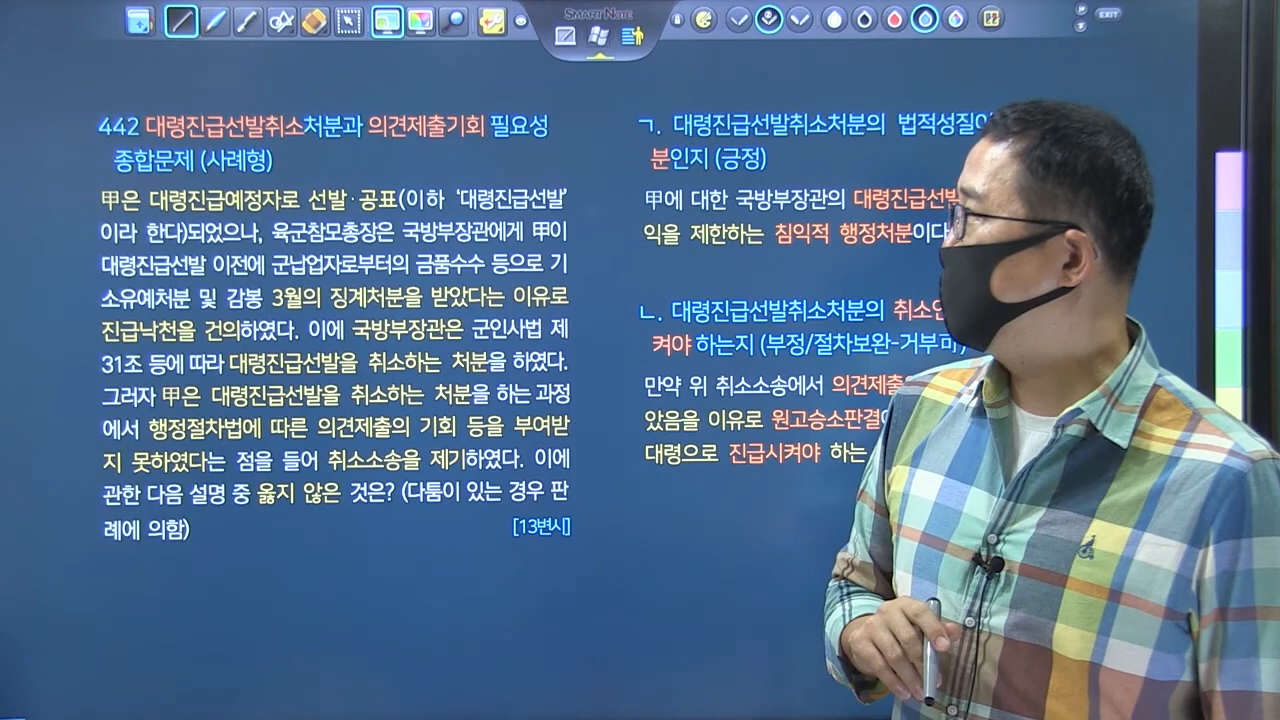 SMARTNOTE
EXIT
442 대령진급선발취소처분과 의견제출기회 필요성
종합문제 (사례형)
甲은 대령진급예정자로 선발·공표(이하 '대령진급선발'
이라 한다)되었으나, 육군참모총장은 국방부장관에게 甲이
대령진급선발 이전에 군납업자로부터의 금품수수 등으로 기
소유예처분 및 감봉 3월의 징계처분을 받았다는 이유로
진급낙천을 건의하였다. 이에 국방부장관은 군인사법 제
31조 등에 따라 대령진급선발을 취소하는 처분을 하였다.
그러자 甲은 대령진급선발을 취소하는 처분을 하는 과정
에서 행정절차법에 따른 의견제출의 기회 등을 부여받
지 못하였다는 점을 들어 취소소송을 제기하였다. 이에
관한 다음 설명 중 옳지 않은 것은? (다툼이 있는 경우 판
례에 의함)
[13변시]
ㄱ. 대령진급선발취소처분의 법적성질이
분인지 (긍정)
甲에 대한 국방부장관의 대령진급선발
익을 제한하는 침익적 행정처분이다
ㄴ. 대령진급선발취소처분의 취소인
켜야 하는지 (부정/절차보완-거부可)
만약 위 취소소송에서 의견제출
았음을 이유로 원고승소판결
대령으로 진급시켜야 하는